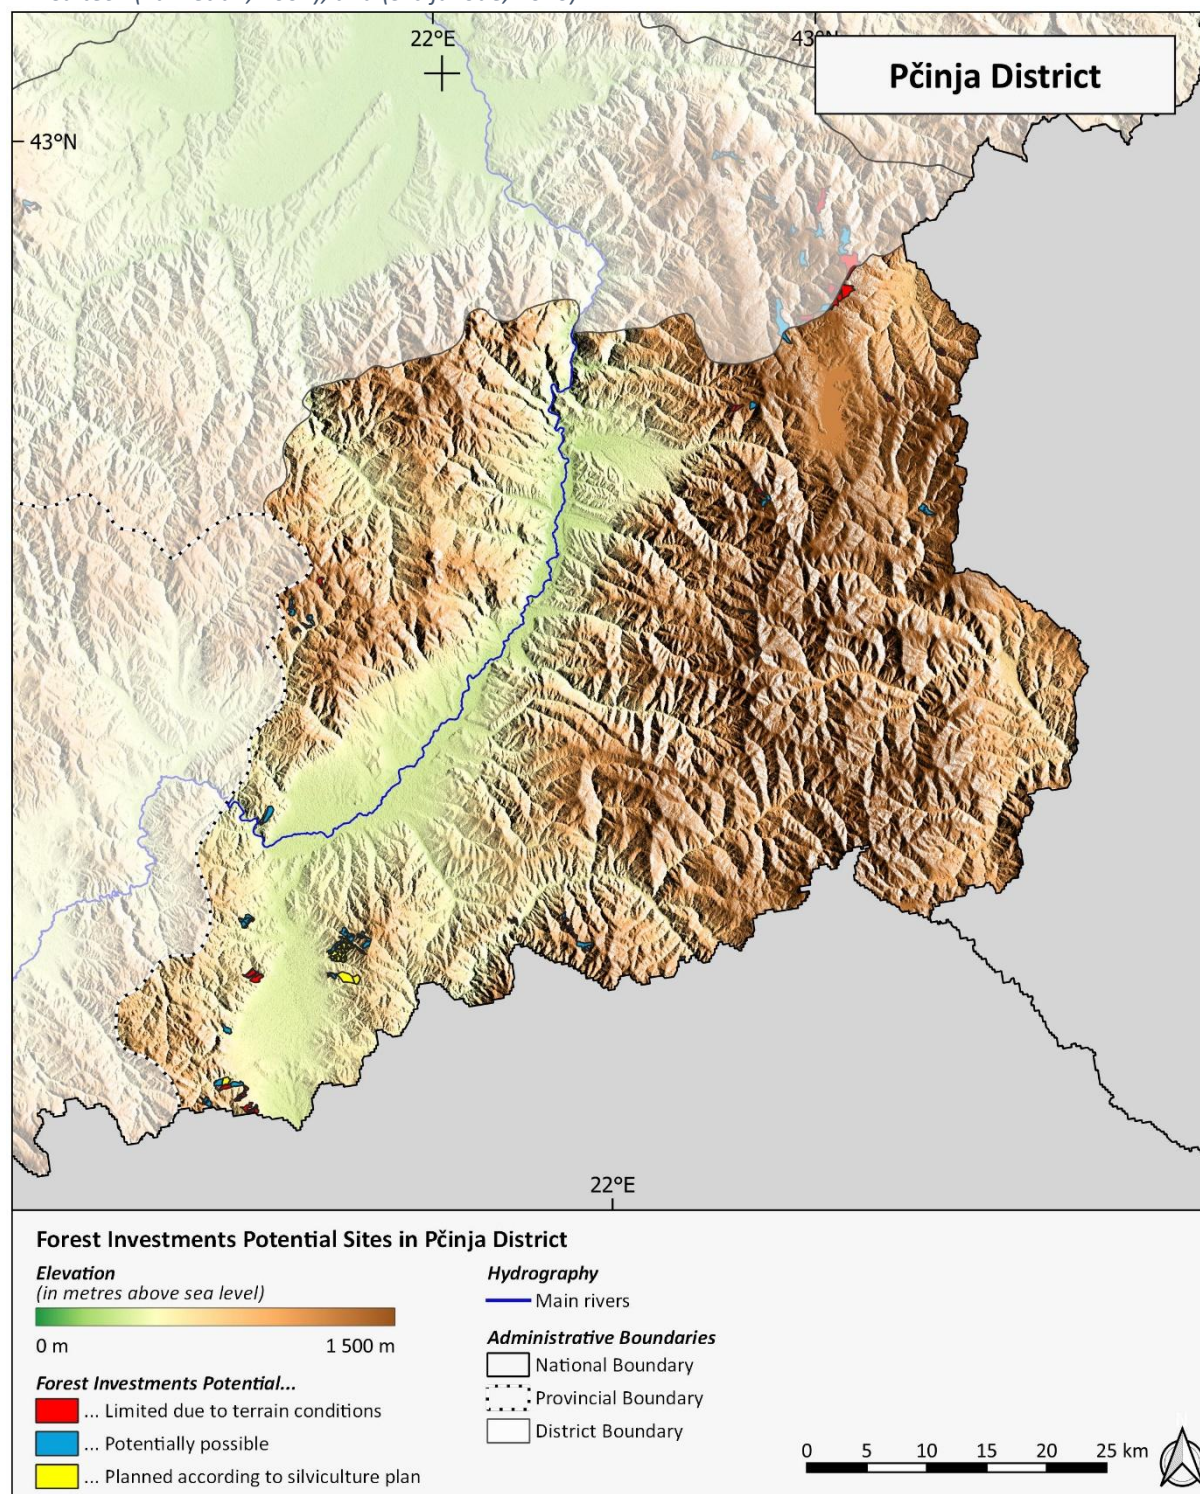 22°E
43°N
Pčinja District
43°N
22°E
Forest Investments Potential Sites in Pčinja District
Elevation
(in metres above sea level)
0 m
1 500 m
Forest Investments Potential...
... Limited due to terrain conditions
... Potentially possible
... Planned according to silviculture plan
Hydrography
Main rivers
Administrative Boundaries
National Boundary
Provincial Boundary
District Boundary
0 5 10 15 20 25 km